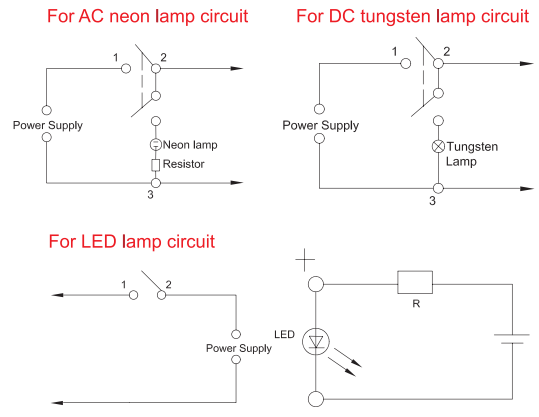 For AC neon lamp circuit
1
2
Power Supply
Neon lamp
Resistor
3
For DC tungsten lamp circuit
1
2
Power Supply
Tungsten
Lamp
3
For LED lamp circuit
1
2
Power Supply
R
LED